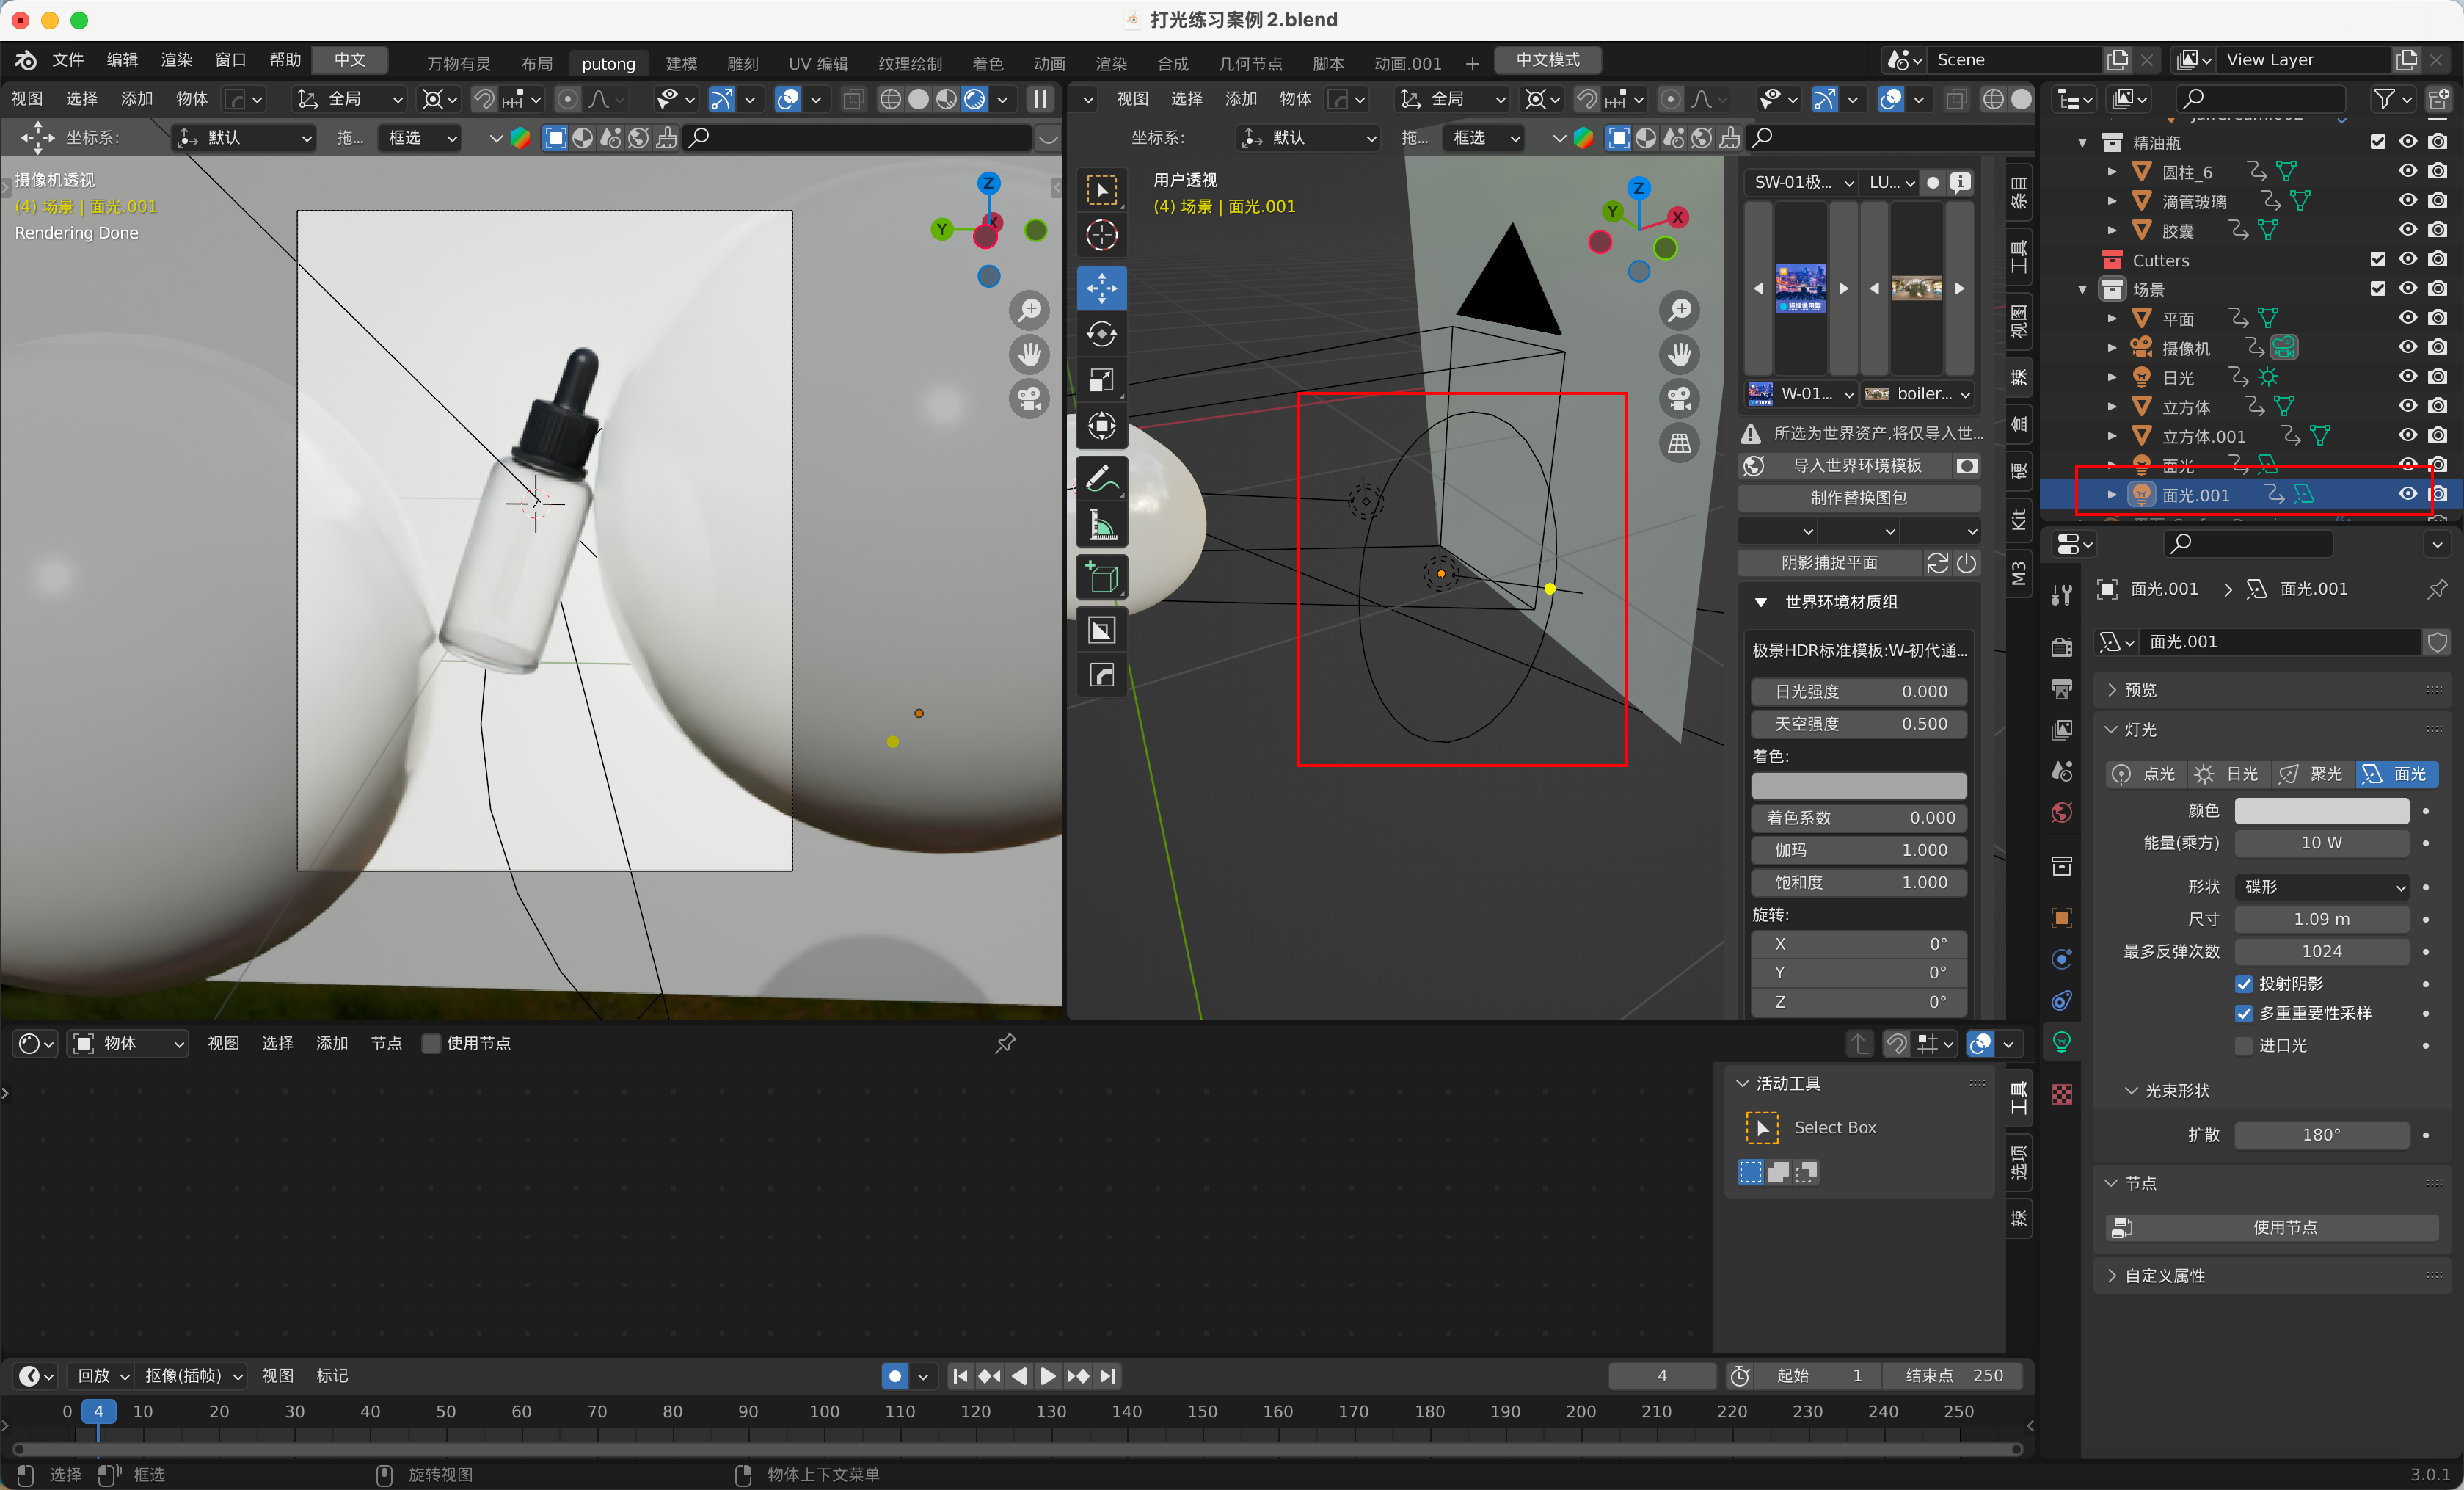 打光练习案例2.blend
文件 编辑 渲染 窗口 帮助 中文 万物有灵 布局 putong 建模 雕刻 UV 编辑 纹理绘制 着色 动画 渲染 合成 几何节点 脚本 动画.001 中文模式 Scene View Layer
视图 选择 添加 物体 全局
视图 选择 添加 物体 全局
坐标系: 默认 拖... 框选
坐标系: 默认 拖... 框选
摄像机透视
(4) 场景 | 面光.001
Rendering Done
Z
Y
X
用户透视
(4) 场景 | 面光.001
Z
Y
X
SW-01极... LU...
W-01... boiler...
所选为世界资产,将仅导入世...
导入世界环境模板
制作替换图包
阴影捕捉平面
世界环境材质组
极景HDR标准模板:W-初代通...
日光强度 0.000
天空强度 0.500
着色:
着色系数 0.000
伽玛 1.000
饱和度 1.000
旋转:
X 0°
Y 0°
Z 0°
条目
工具
视图
辣
盒
硬
Kit
M3
精油瓶
圆柱_6
滴管玻璃
胶囊
Cutters
场景
平面
摄像机
日光
立方体
立方体.001
面光
面光.001
面光.001 面光.001
面光.001
预览
灯光
点光 日光 聚光 面光
颜色
能量(乘方) 10 W
形状 碟形
尺寸 1.09 m
最多反弹次数 1024
投射阴影
多重重要性采样
进口光
光束形状
扩散 180°
节点
使用节点
自定义属性
物体 视图 选择 添加 节点 使用节点
活动工具
Select Box
工具
选项
辣
回放 抠像(插帧) 视图 标记 4 起始 1 结束点 250
0 4 10 20 30 40 50 60 70 80 90 100 110 120 130 140 150 160 170 180 190 200 210 220 230 240 250
选择 框选 旋转视图 物体上下文菜单 3.0.1